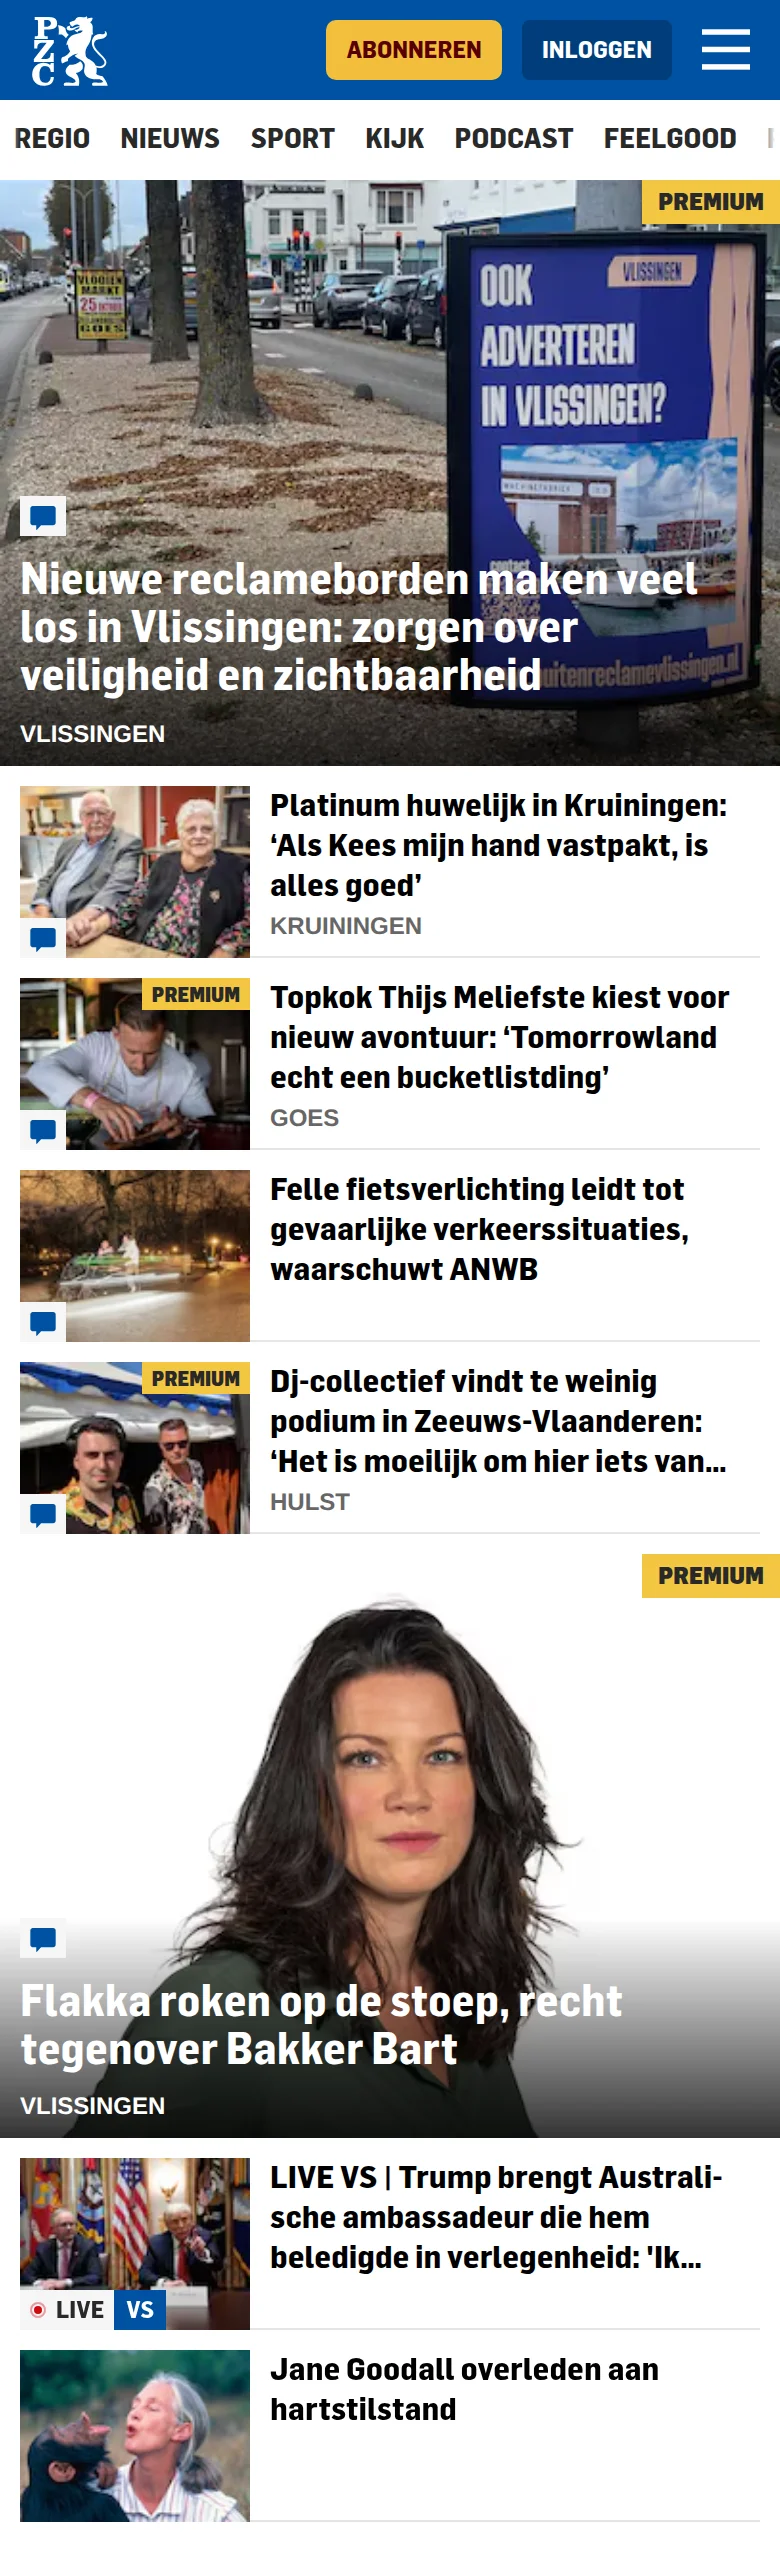 PZC
ABONNEREN
INLOGGEN
REGIO NIEUWS SPORT KIJK PODCAST FEELGOOD
PREMIUM
VLISSINGEN
OOK
ADVERTEREN
IN VLISSINGEN?
25
GOES
Nieuwe reclameborden maken veel
los in Vlissingen: zorgen over
veiligheid en zichtbaarheid
uitenreclamevlissingen.nl
VLISSINGEN
Platinum huwelijk in Kruiningen:
‘Als Kees mijn hand vastpakt, is
alles goed’
KRUININGEN
PREMIUM
Topkok Thijs Meliefste kiest voor
nieuw avontuur: ‘Tomorrowland
echt een bucketlistding’
GOES
Felle fietsverlichting leidt tot
gevaarlijke verkeerssituaties,
waarschuwt ANWB
PREMIUM
Dj-collectief vindt te weinig
podium in Zeeuws-Vlaanderen:
‘Het is moeilijk om hier iets van...
HULST
PREMIUM
Flakka roken op de stoep, recht
tegenover Bakker Bart
VLISSINGEN
LIVE VS | Trump brengt Australi-
sche ambassadeur die hem
beledigde in verlegenheid: 'Ik...
LIVE VS
Jane Goodall overleden aan
hartstilstand